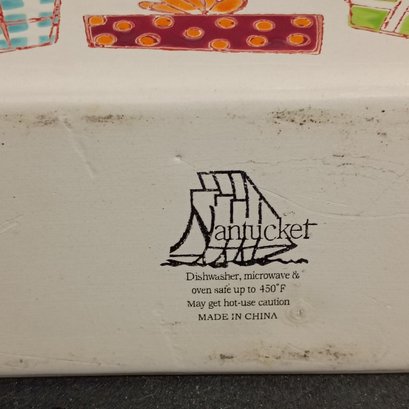 Nantucket
Dishwasher, microwave &
oven safe up to 450°F
May get hot-use caution
MADE IN CHINA